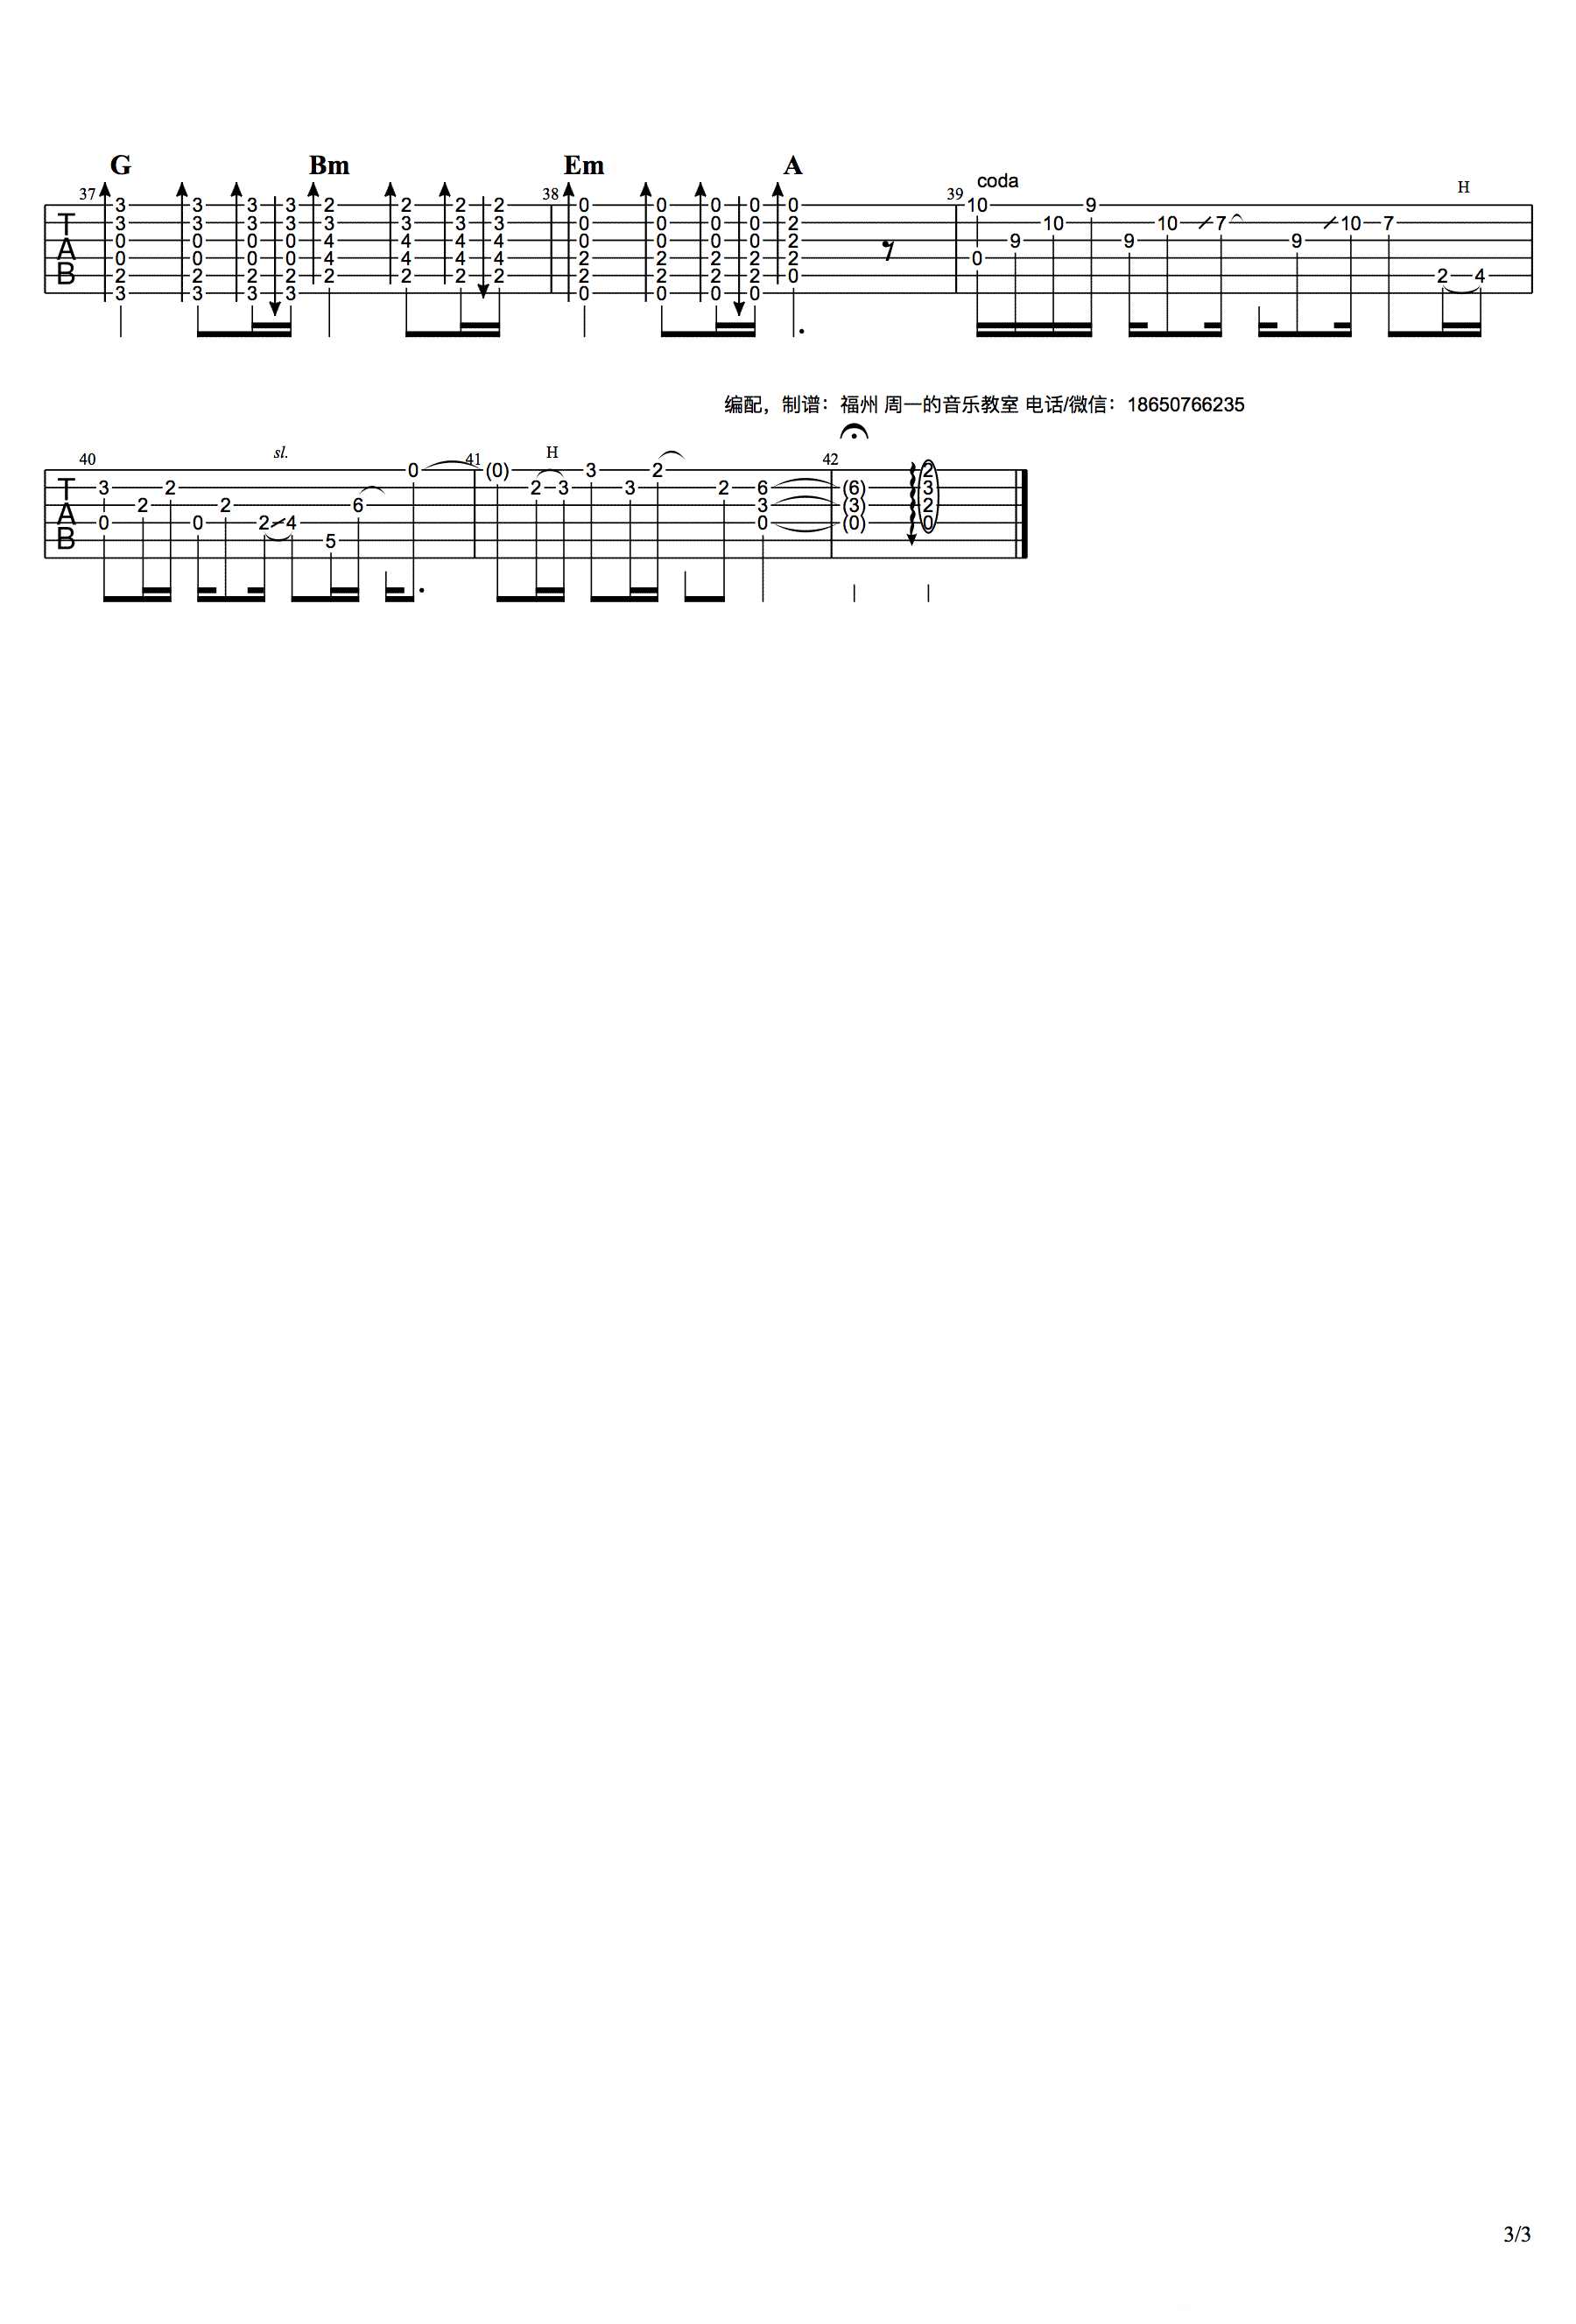 G Bm Em A
37 38 39 coda H
TAB
3 3 3 3 2 2 2 2 0 0 0 0 0 10 9
3 3 3 3 3 3 3 3 0 0 0 0 2 10 10 7 10 7
0 0 0 0 4 4 4 4 0 0 0 0 2 9 9 9
0 0 0 0 4 4 4 4 2 2 2 2 2 0
2 2 2 2 2 2 2 2 2 2 2 2 0 2 4
3 3 3 3 0 0 0 0
编配，制谱：福州 周一的音乐教室 电话/微信：18650766235
40 sl. 41 H 42
TAB
0 (0) 3 2 2
3 2 2 3 3 2 6 (6) 3
2 2 6 3 (3) 2
0 0 2 4 0 (0) 0
5
3/3